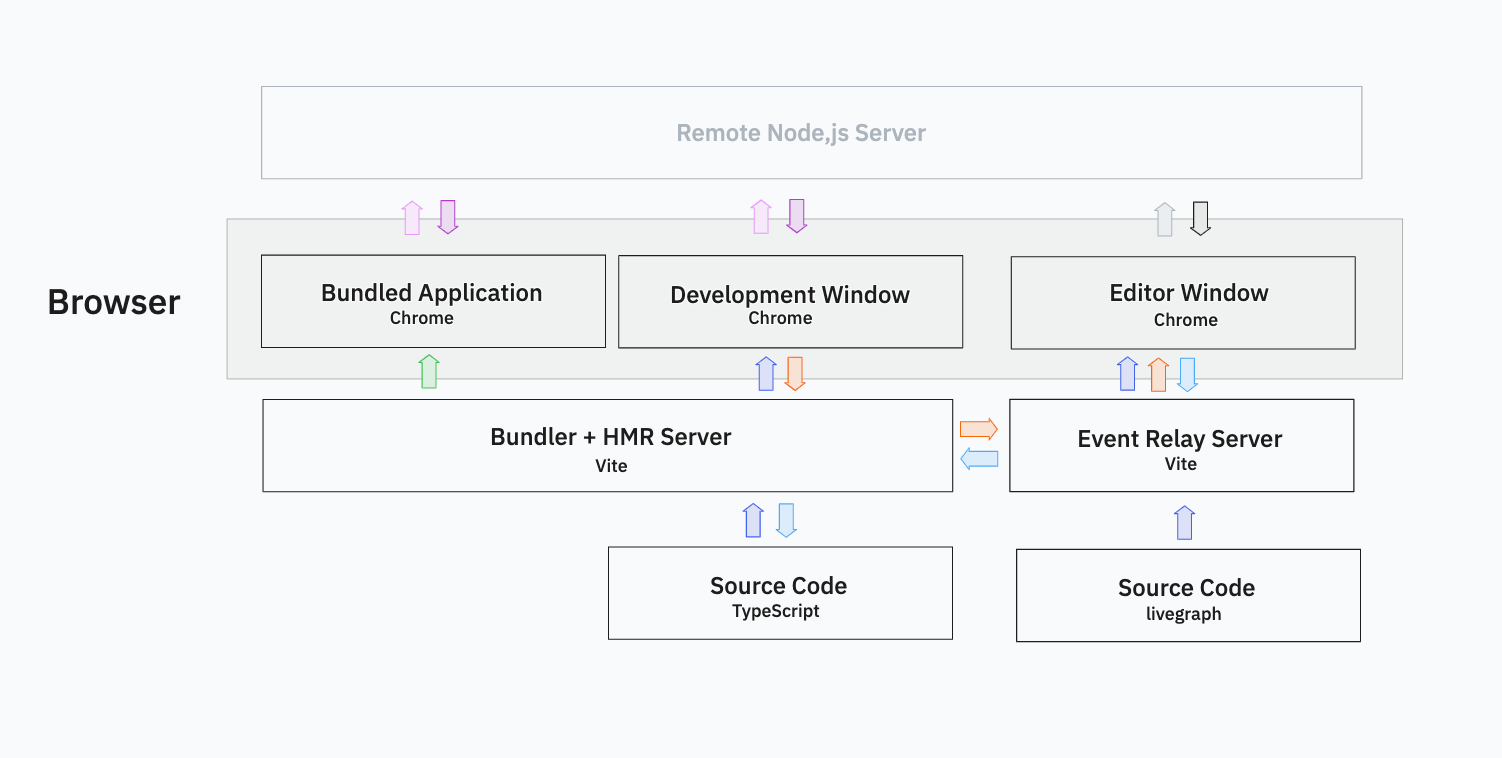 Remote Node,js Server
Browser
Bundled Application
Chrome
Development Window
Chrome
Editor Window
Chrome
Bundler + HMR Server
Vite
Event Relay Server
Vite
Source Code
TypeScript
Source Code
livegraph